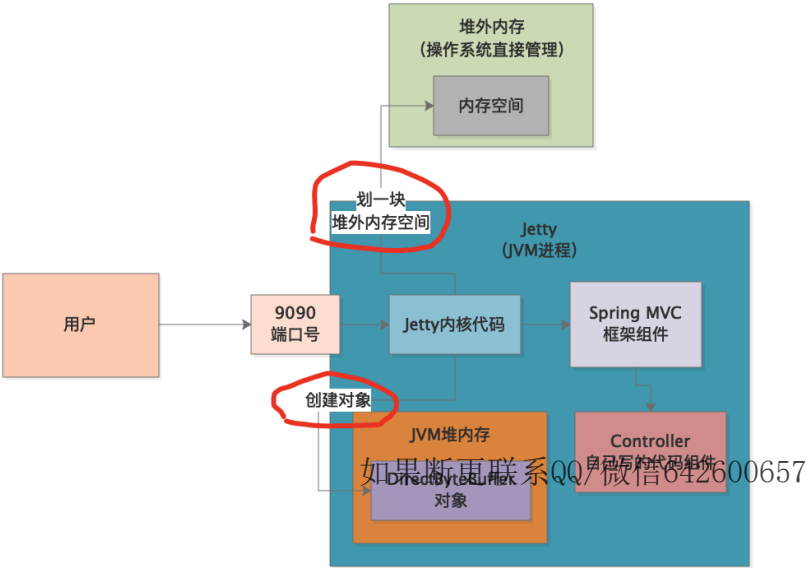 堆外内存
（操作系统直接管理）
内存空间
划一块
堆外内存空间
Jetty
（JVM进程）
用户
9090
端口号
Jetty内核代码
Spring MVC
框架组件
创建对象
JVM堆内存
DirectByteBuffer
对象
Controller
自己写的代码组件
如果断更联系QQ/微信642600657